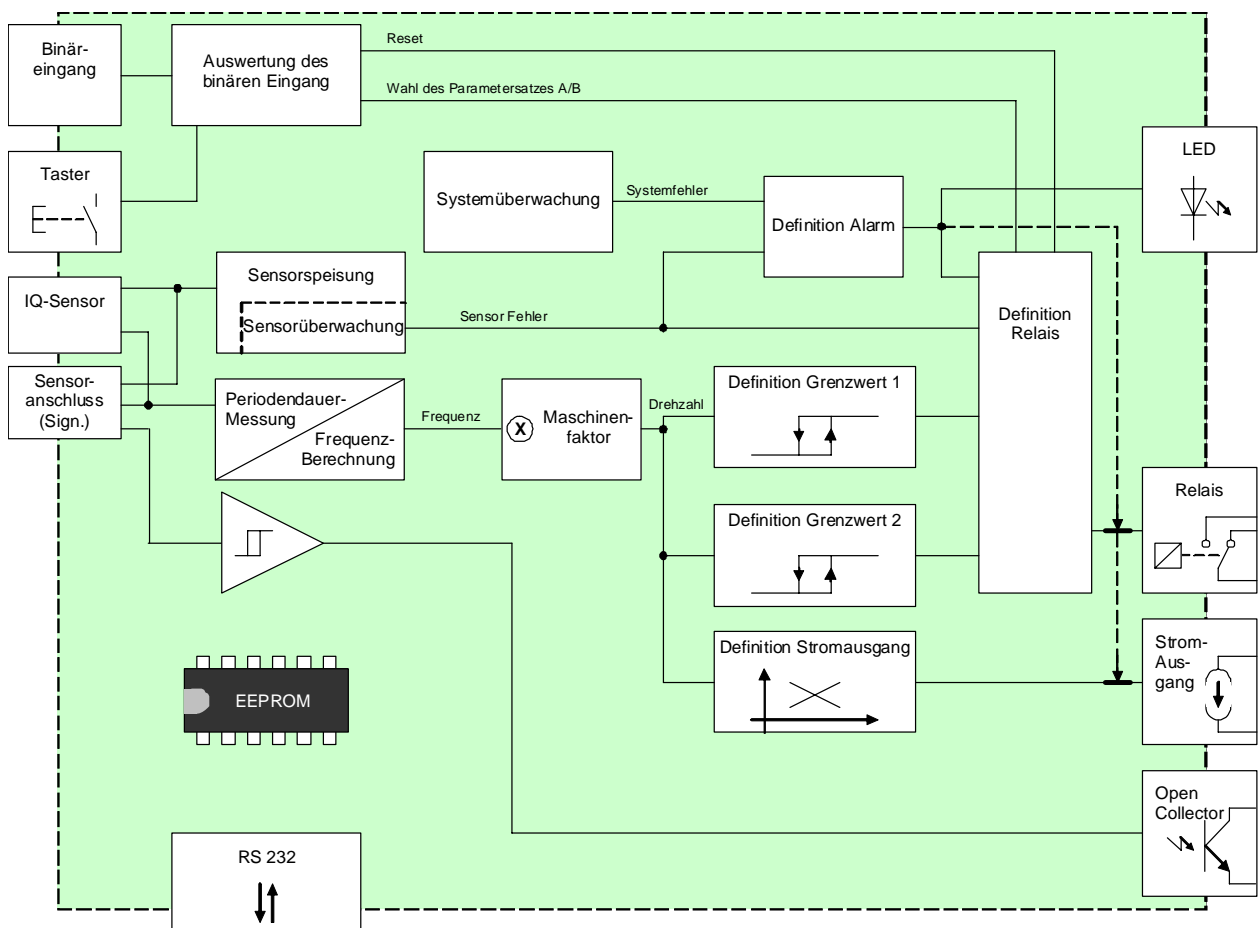 Binär-
eingang
Auswertung des
binären Eingang
Reset
Wahl des Parametersatzes A/B
Taster
Systemüberwachung
Systemfehler
Definition Alarm
LED
IQ-Sensor
Sensorspeisung
Sensorüberwachung
Sensor Fehler
Definition
Relais
Sensor-
anschluss
(Sign.)
Periodendauer-
Messung
Frequenz-
Berechnung
Frequenz
X
Maschinen-
faktor
Drehzahl
Definition Grenzwert 1
Definition Grenzwert 2
Relais
Definition Stromausgang
Strom-
Aus-
gang
EEPROM
Open
Collector
RS 232